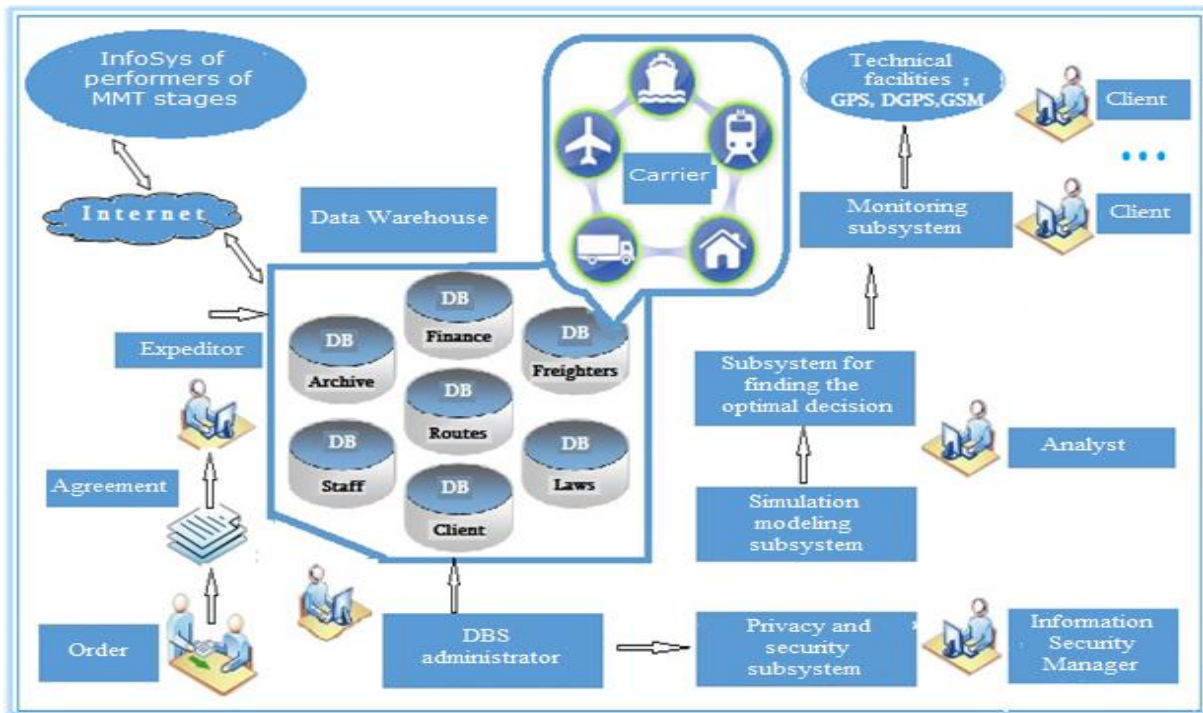 InfoSys of
performers of
MMT stages
Internet
Data Warehouse
Carrier
Technical
facilities :
GPS, DGPS,GSM
Client
...
Client
Monitoring
subsystem
Expeditor
DB
Finance
DB
Archive
DB
Freighters
DB
Routes
DB
Staff
DB
Laws
DB
Client
Subsystem for
finding the
optimal decision
Analyst
Agreement
Simulation
modeling
subsystem
Order
DBS
administrator
Privacy and
security
subsystem
Information
Security
Manager